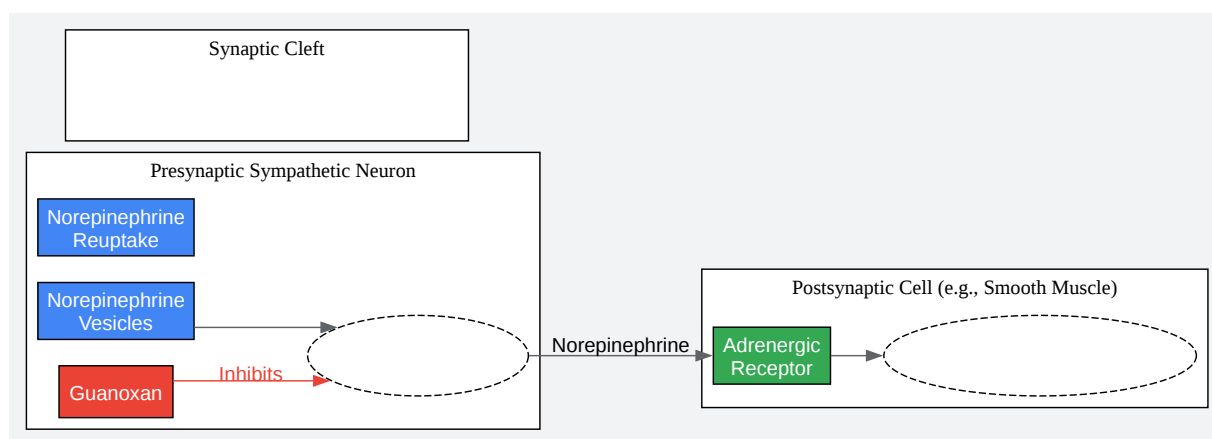 Synaptic Cleft
Presynaptic Sympathetic Neuron
Norepinephrine
Reuptake
Norepinephrine
Vesicles
Guanoxan
Inhibits
Norepinephrine
Postsynaptic Cell (e.g., Smooth Muscle)
Adrenergic
Receptor